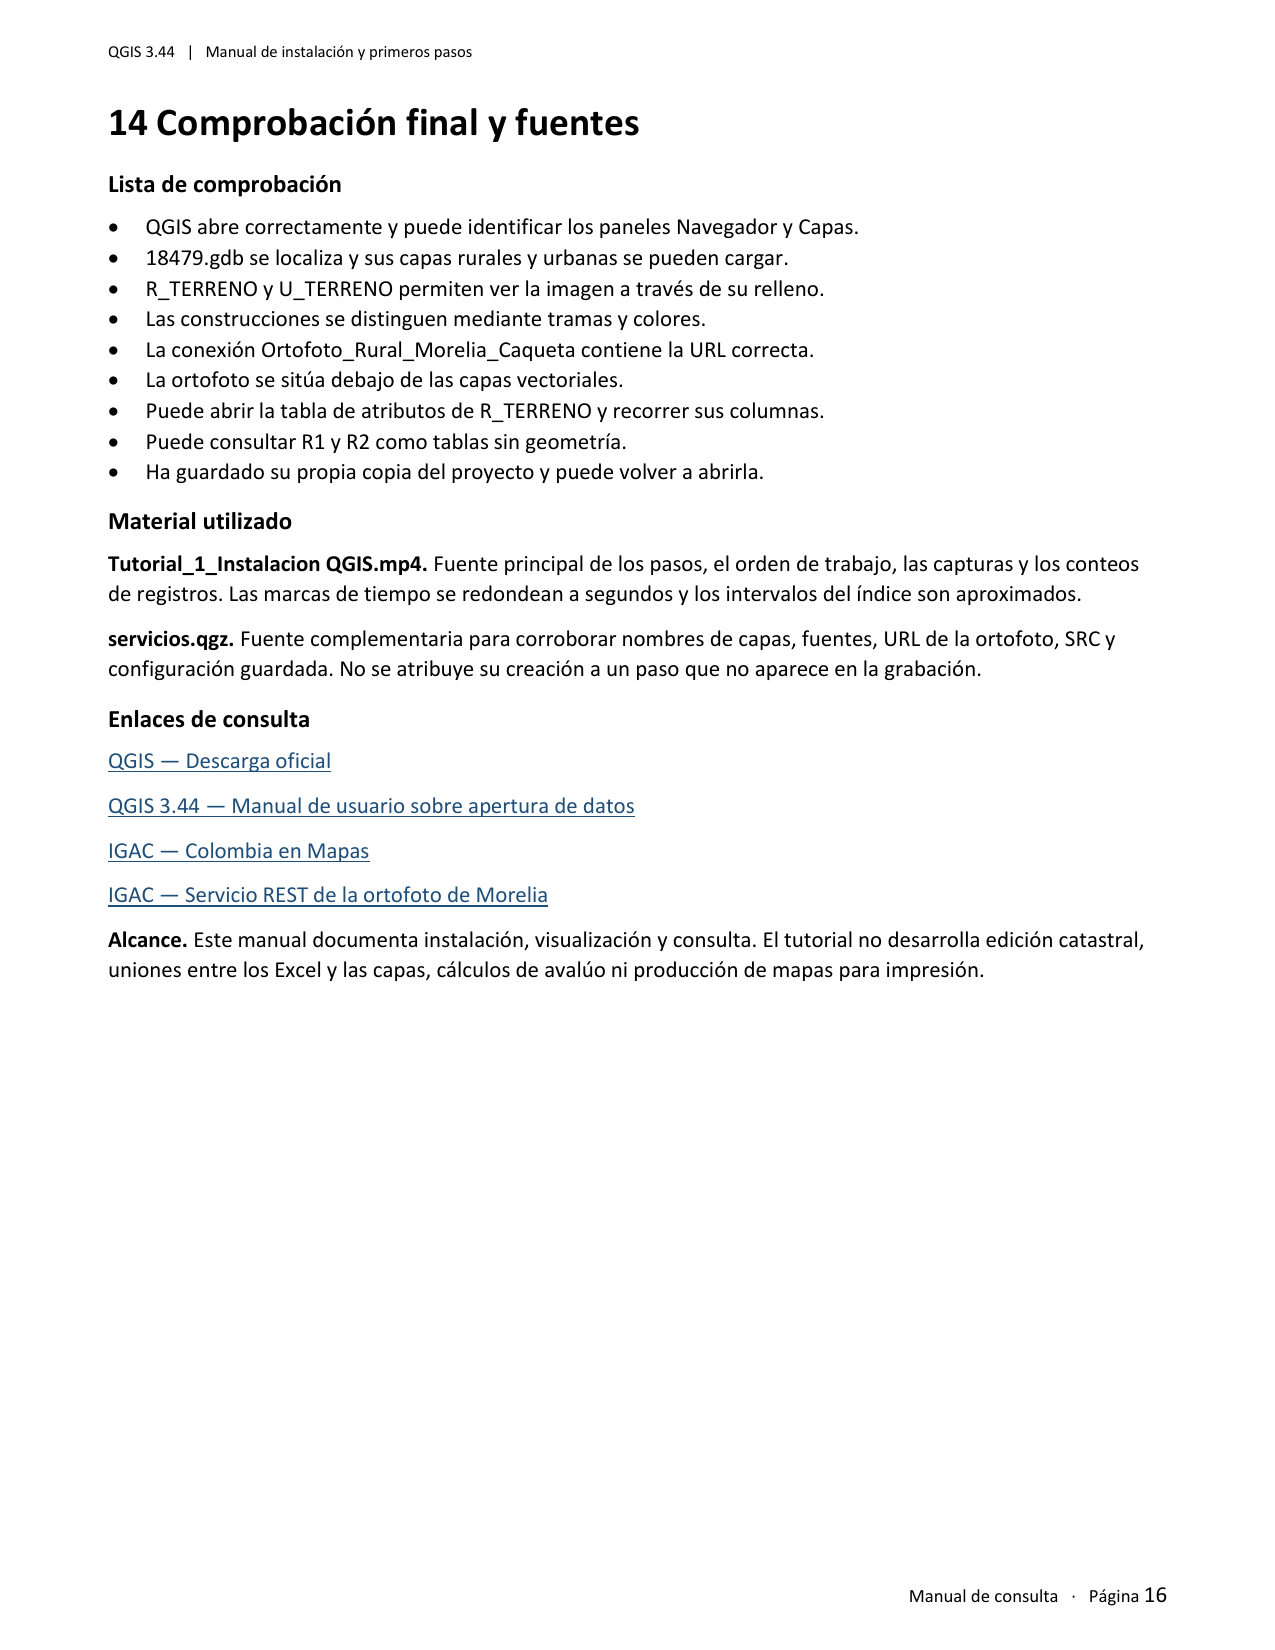 QGIS 3.44 | Manual de instalación y primeros pasos
14 Comprobación final y fuentes
Lista de comprobación
• QGIS abre correctamente y puede identificar los paneles Navegador y Capas.
• 18479.gdb se localiza y sus capas rurales y urbanas se pueden cargar.
• R_TERRENO y U_TERRENO permiten ver la imagen a través de su relleno.
• Las construcciones se distinguen mediante tramas y colores.
• La conexión Ortofoto_Rural_Morelia_Caqueta contiene la URL correcta.
• La ortofoto se sitúa debajo de las capas vectoriales.
• Puede abrir la tabla de atributos de R_TERRENO y recorrer sus columnas.
• Puede consultar R1 y R2 como tablas sin geometría.
• Ha guardado su propia copia del proyecto y puede volver a abrirla.
Material utilizado
Tutorial_1_Instalacion QGIS.mp4. Fuente principal de los pasos, el orden de trabajo, las capturas y los conteos
de registros. Las marcas de tiempo se redondean a segundos y los intervalos del índice son aproximados.
servicios.qgz. Fuente complementaria para corroborar nombres de capas, fuentes, URL de la ortofoto, SRC y
configuración guardada. No se atribuye su creación a un paso que no aparece en la grabación.
Enlaces de consulta
QGIS — Descarga oficial
QGIS 3.44 — Manual de usuario sobre apertura de datos
IGAC — Colombia en Mapas
IGAC — Servicio REST de la ortofoto de Morelia
Alcance. Este manual documenta instalación, visualización y consulta. El tutorial no desarrolla edición catastral,
uniones entre los Excel y las capas, cálculos de avalúo ni producción de mapas para impresión.
Manual de consulta · Página 16